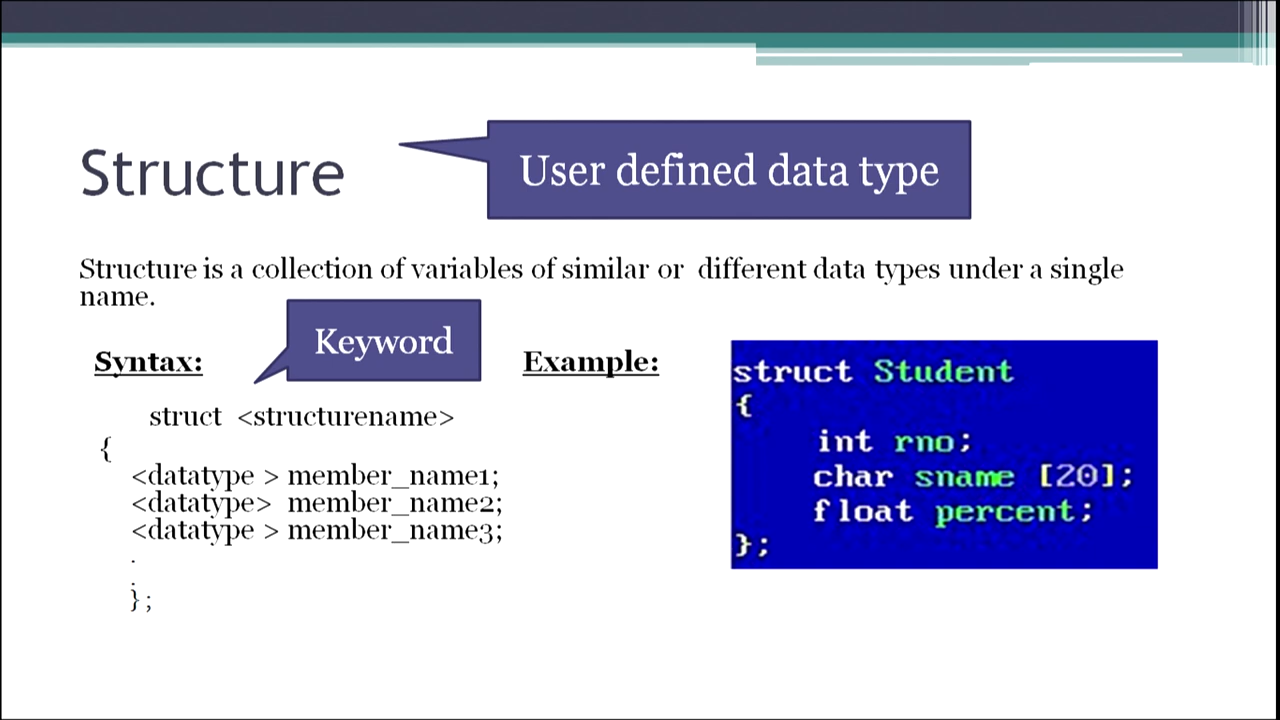 Structure
User defined data type
Structure is a collection of variables of similar or different data types under a single
name.
Keyword
Syntax:
struct <structurename>
{
<datatype > member_name1;
<datatype> member_name2;
<datatype > member_name3;
.
.
};
Example:
struct Student
{
int rno;
char sname [20];
float percent;
};